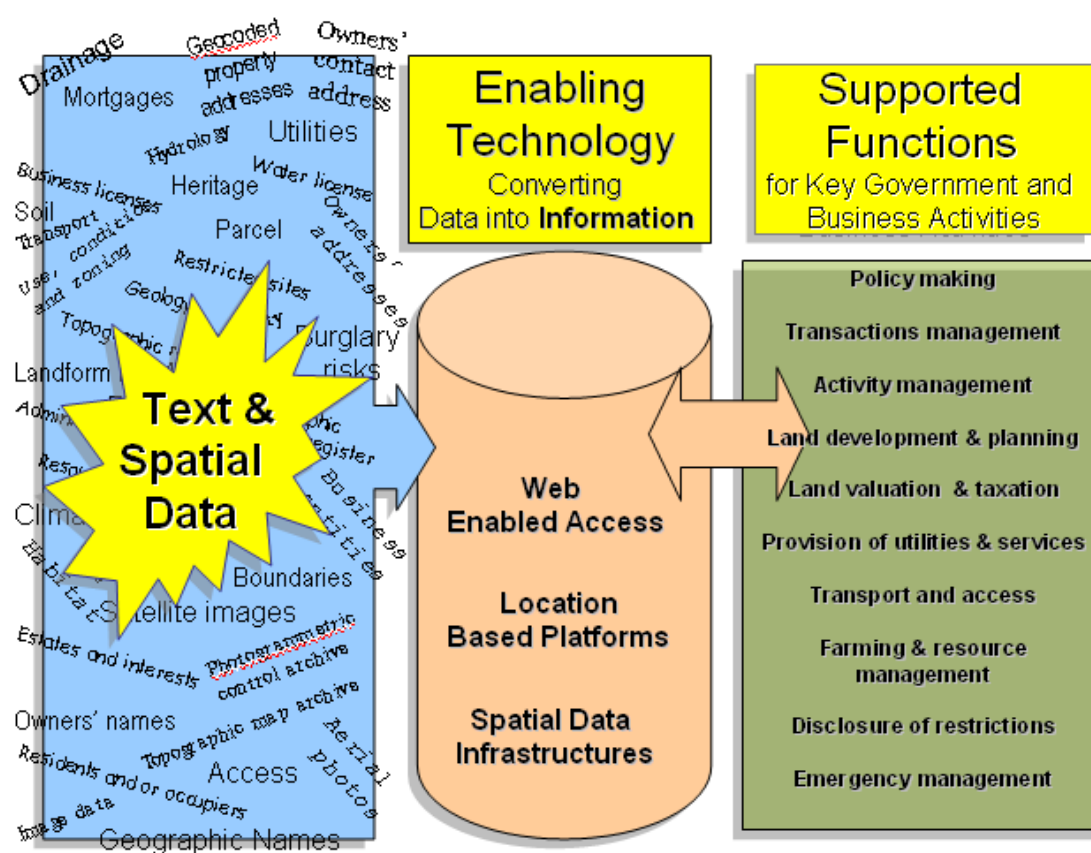 Drainage
Geocoded
property
addresses
Owners'
contact
address
Mortgages
Utilities
Hydrology
Water license
Business licenses
Heritage
Owners'
addresses
Soil
Transport
Use, condition
and zoning
Parcel
Restricted sites
Geology
Topographic
Burglary
risks
Landform
Text &
Spatial
Data
register
Business
Habitat
Boundaries
Satellite images
Estates and interests
Photogrammetric
control archive
Owners' names
Topographic map archive
Residents and/or occupiers
Access
Aerial
photos
Image data
Geographic Names
Enabling
Technology
Converting
Data into Information
Web
Enabled Access
Location
Based Platforms
Spatial Data
Infrastructures
Supported
Functions
for Key Government and
Business Activities
Policy making
Transactions management
Activity management
Land development & planning
Land valuation & taxation
Provision of utilities & services
Transport and access
Farming & resource
management
Disclosure of restrictions
Emergency management